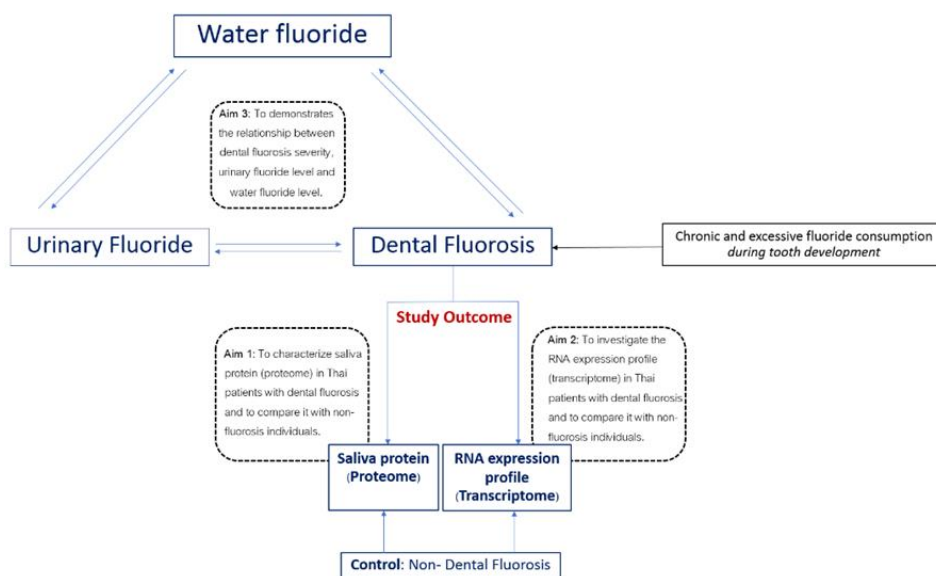 Water fluoride
Aim 3: To demonstrates
the relationship between
dental fluorosis severity,
urinary fluoride level and
water fluoride level.
Urinary Fluoride
Dental Fluorosis
Chronic and excessive fluoride consumption
during tooth development
Study Outcome
Aim 1: To characterize saliva
protein (proteome) in Thai
patients with dental fluorosis
and to compare it with non-
fluorosis individuals.
Aim 2: To investigate the
RNA expression profile
(transcriptome) in Thai
patients with dental fluorosis
and to compare it with non-
fluorosis individuals.
Saliva protein
(Proteome)
RNA expression
profile
(Transcriptome)
Control: Non- Dental Fluorosis